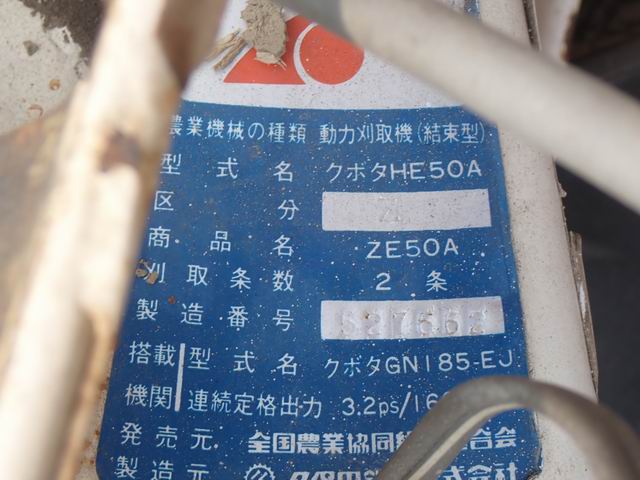 農業機械の種類 動力刈取機(結束型)
型式名 クボタHE50A
区分
商品名 ZE50A
刈取条数 2条
製造番号 527662
搭載 型式名 クボタGN185-EJ
機関 連続定格出力 3.2ps/16
発売元 全国農業協同
製造元